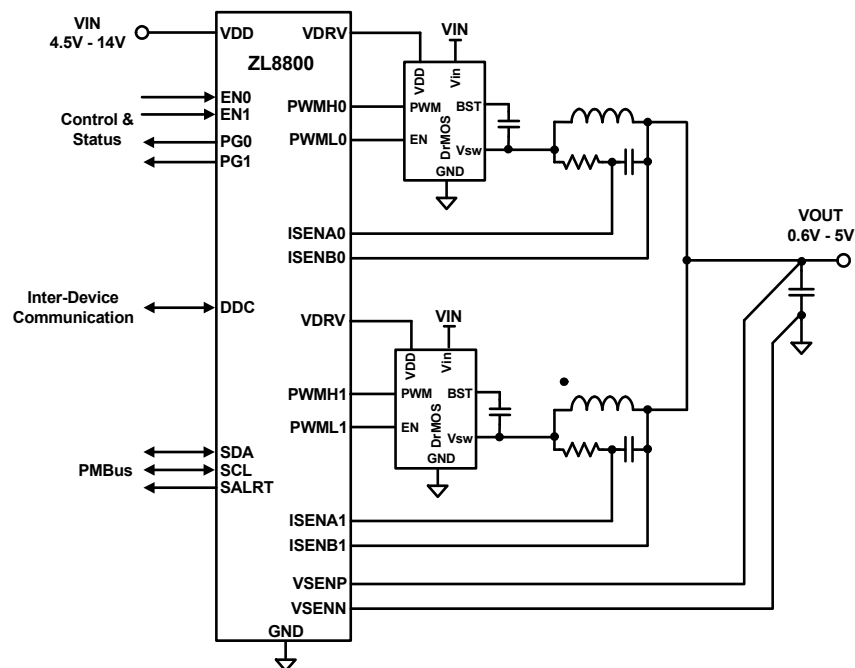 VIN
4.5V - 14V
VDD
VDRV
ZL8800
VIN
VDD
Vin
EN0
EN1
Control &
Status
PG0
PG1
PWMH0
PWML0
PWM
EN
DrMOS
BST
Vsw
GND
ISENA0
ISENB0
VOUT
0.6V - 5V
Inter-Device
Communication
DDC
VDRV
VIN
VDD
Vin
PWMH1
PWML1
PWM
EN
DrMOS
BST
Vsw
GND
PMBus
SDA
SCL
SALRT
ISENA1
ISENB1
VSENP
VSENN
GND